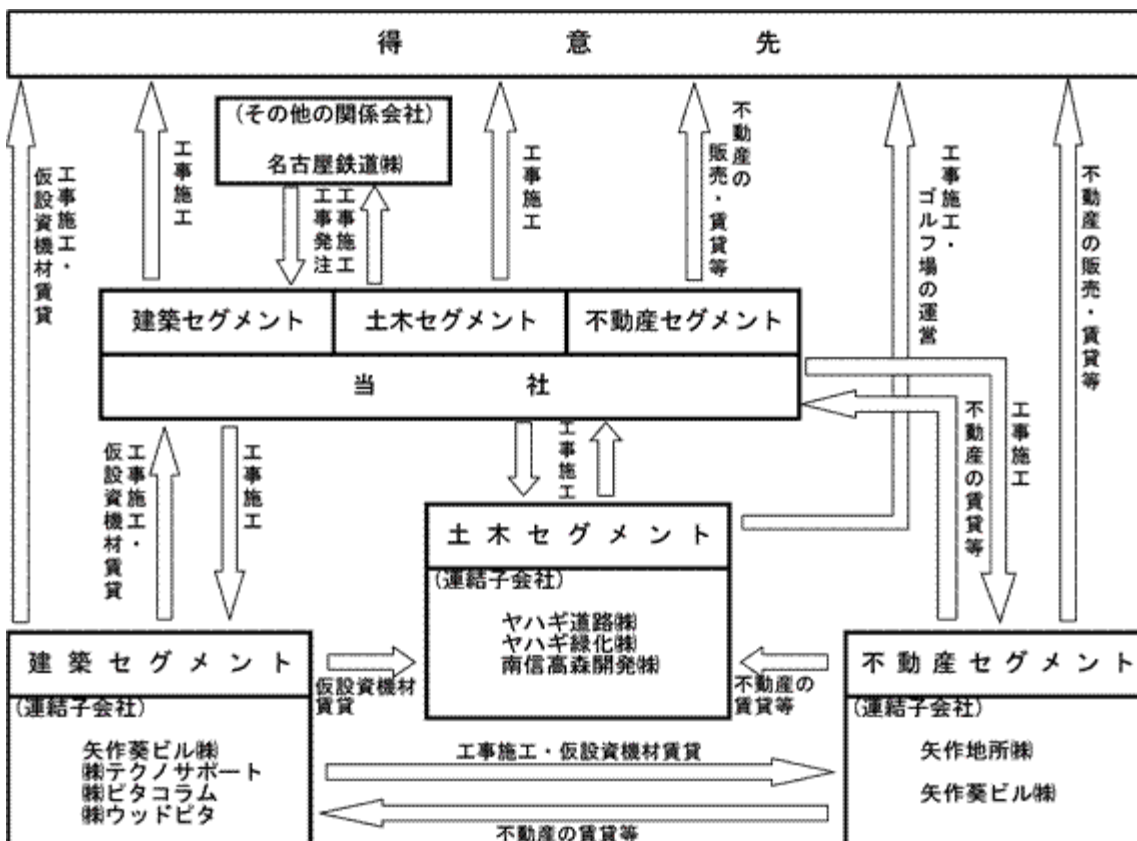 得意先
(その他の関係会社)
名古屋鉄道㈱
工事施工・
仮設資機材賃貸
工事施工
工事発注
工事施工
工事施工
不動産の
販売・賃貸等
工事施工・
ゴルフ場の運営
不動産の販売・賃貸等
建築セグメント
土木セグメント
不動産セグメント
当社
工事施工・
仮設資機材賃貸
工事施工
工事施工
不動産の賃貸等
工事施工
土木セグメント
(連結子会社)
ヤハギ道路㈱
ヤハギ緑化㈱
南信高森開発㈱
建築セグメント
(連結子会社)
矢作葵ビル㈱
㈱テクノサポート
㈱ピタコラム
㈱ウッドピタ
仮設資機材
賃貸
不動産の
賃貸等
不動産セグメント
(連結子会社)
矢作地所㈱
矢作葵ビル㈱
工事施工・仮設資機材賃貸
不動産の賃貸等